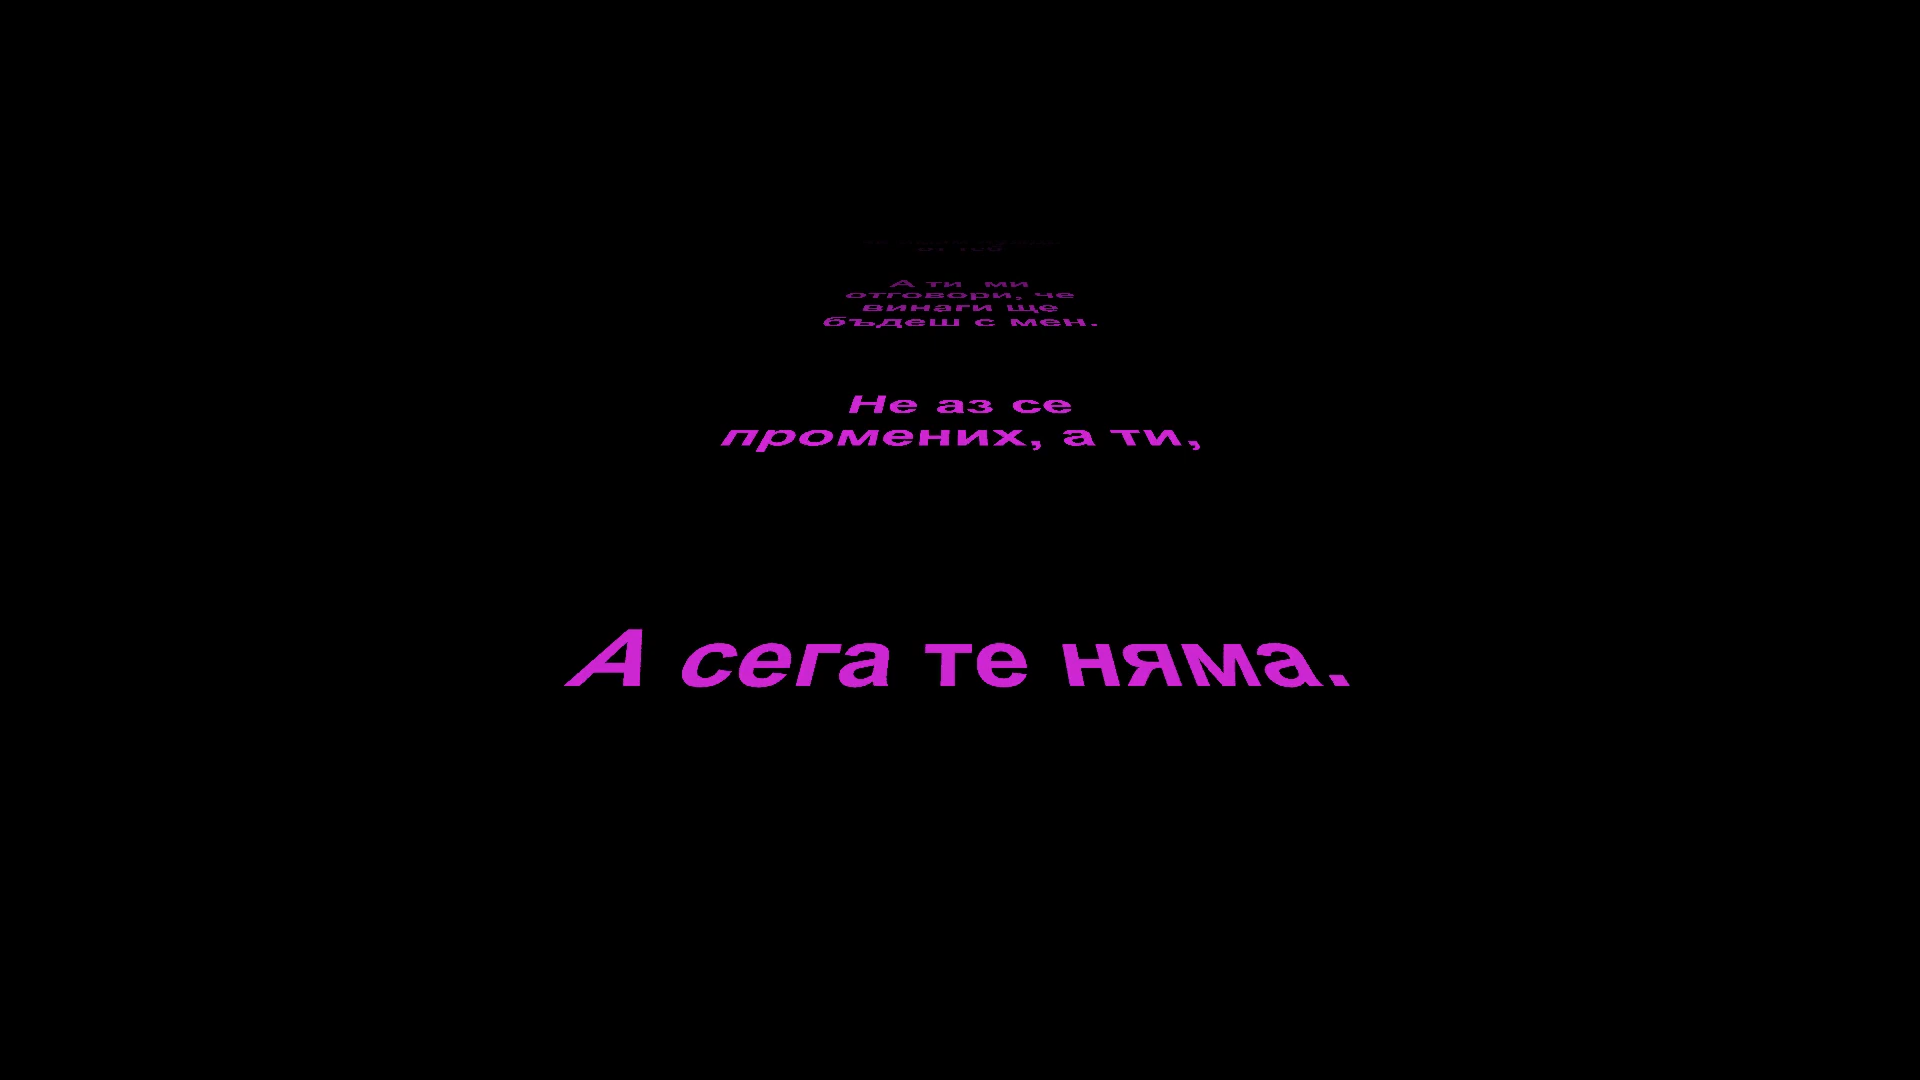 А ти ми
отговори, че
винаги ще
бъдеш с мен.
Не аз се
промених, а ти,
А сега те няма.